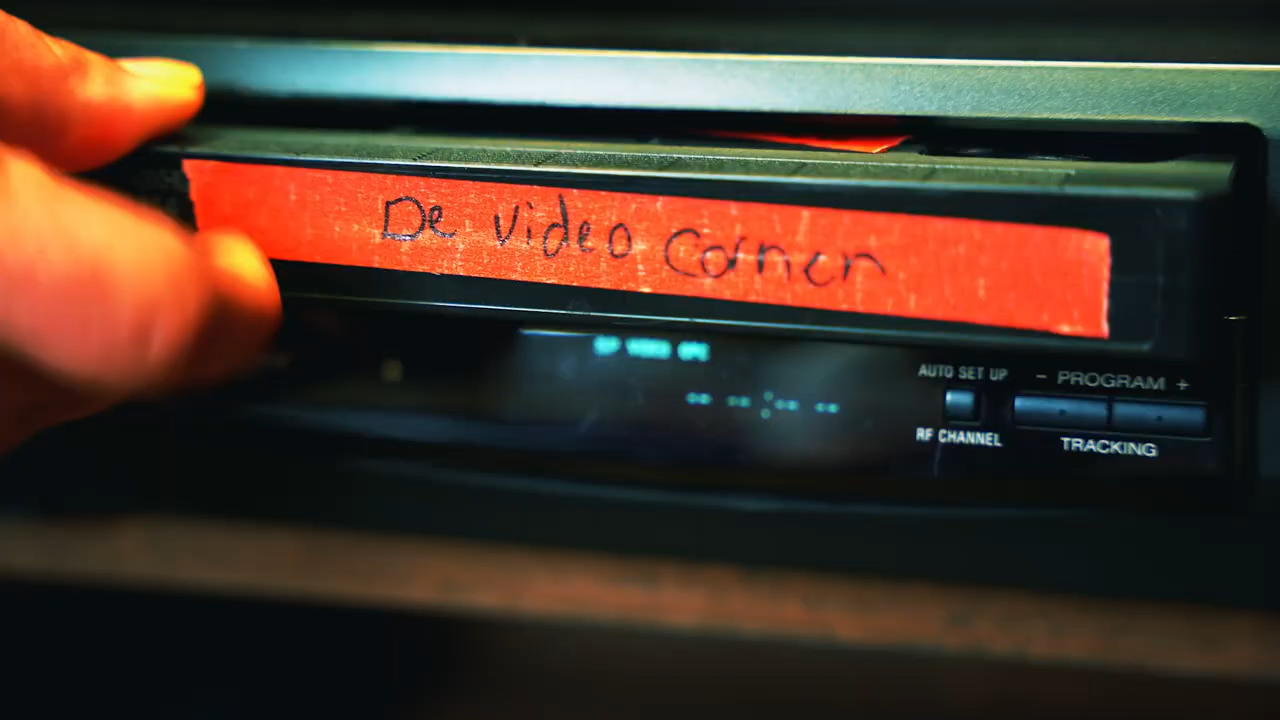 De video corner
AUTO SET UP
- PROGRAM +
RF CHANNEL
TRACKING